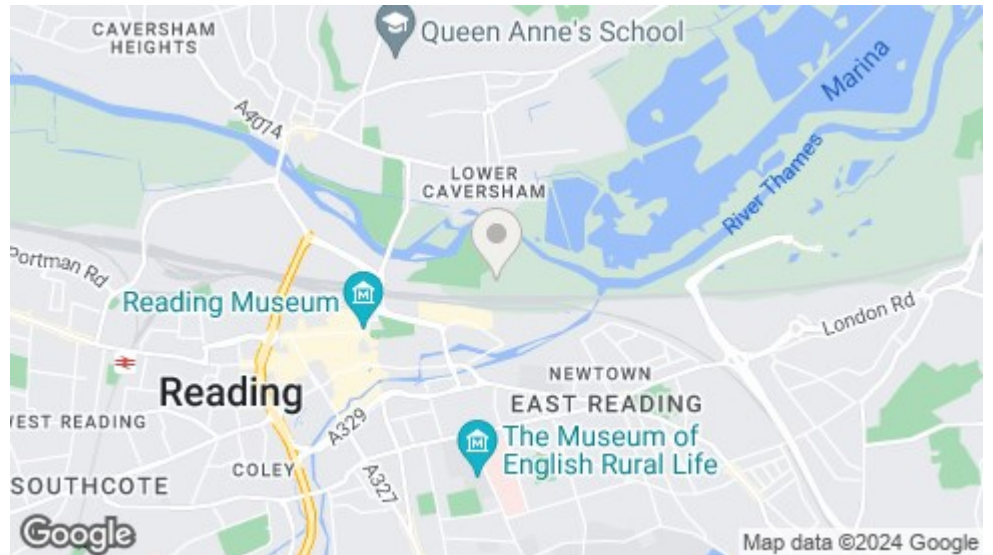 CAVERSHAM
HEIGHTS
Queen Anne's School
Marina
A4074
LOWER
CAVERSHAM
River Thames
Portman Rd
Reading Museum
London Rd
Reading
NEWTOWN
EAST READING
WEST READING
A329
The Museum of
English Rural Life
COLEY
A327
SOUTHCOTE
Google
Map data ©2024 Google